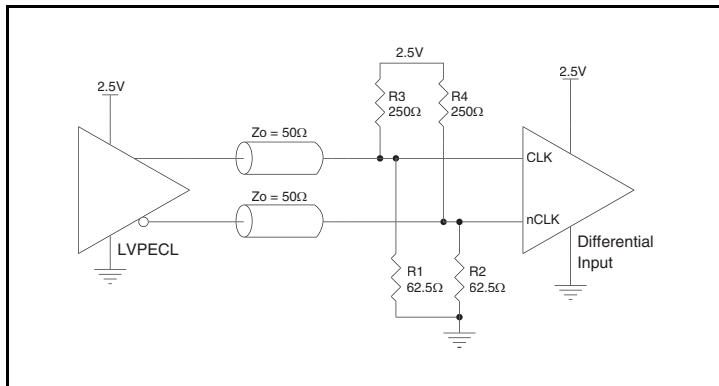 2.5V
2.5V
2.5V
R3
250Ω
R4
250Ω
Zo = 50Ω
CLK
Zo = 50Ω
nCLK
LVPECL
Differential
Input
R1
62.5Ω
R2
62.5Ω